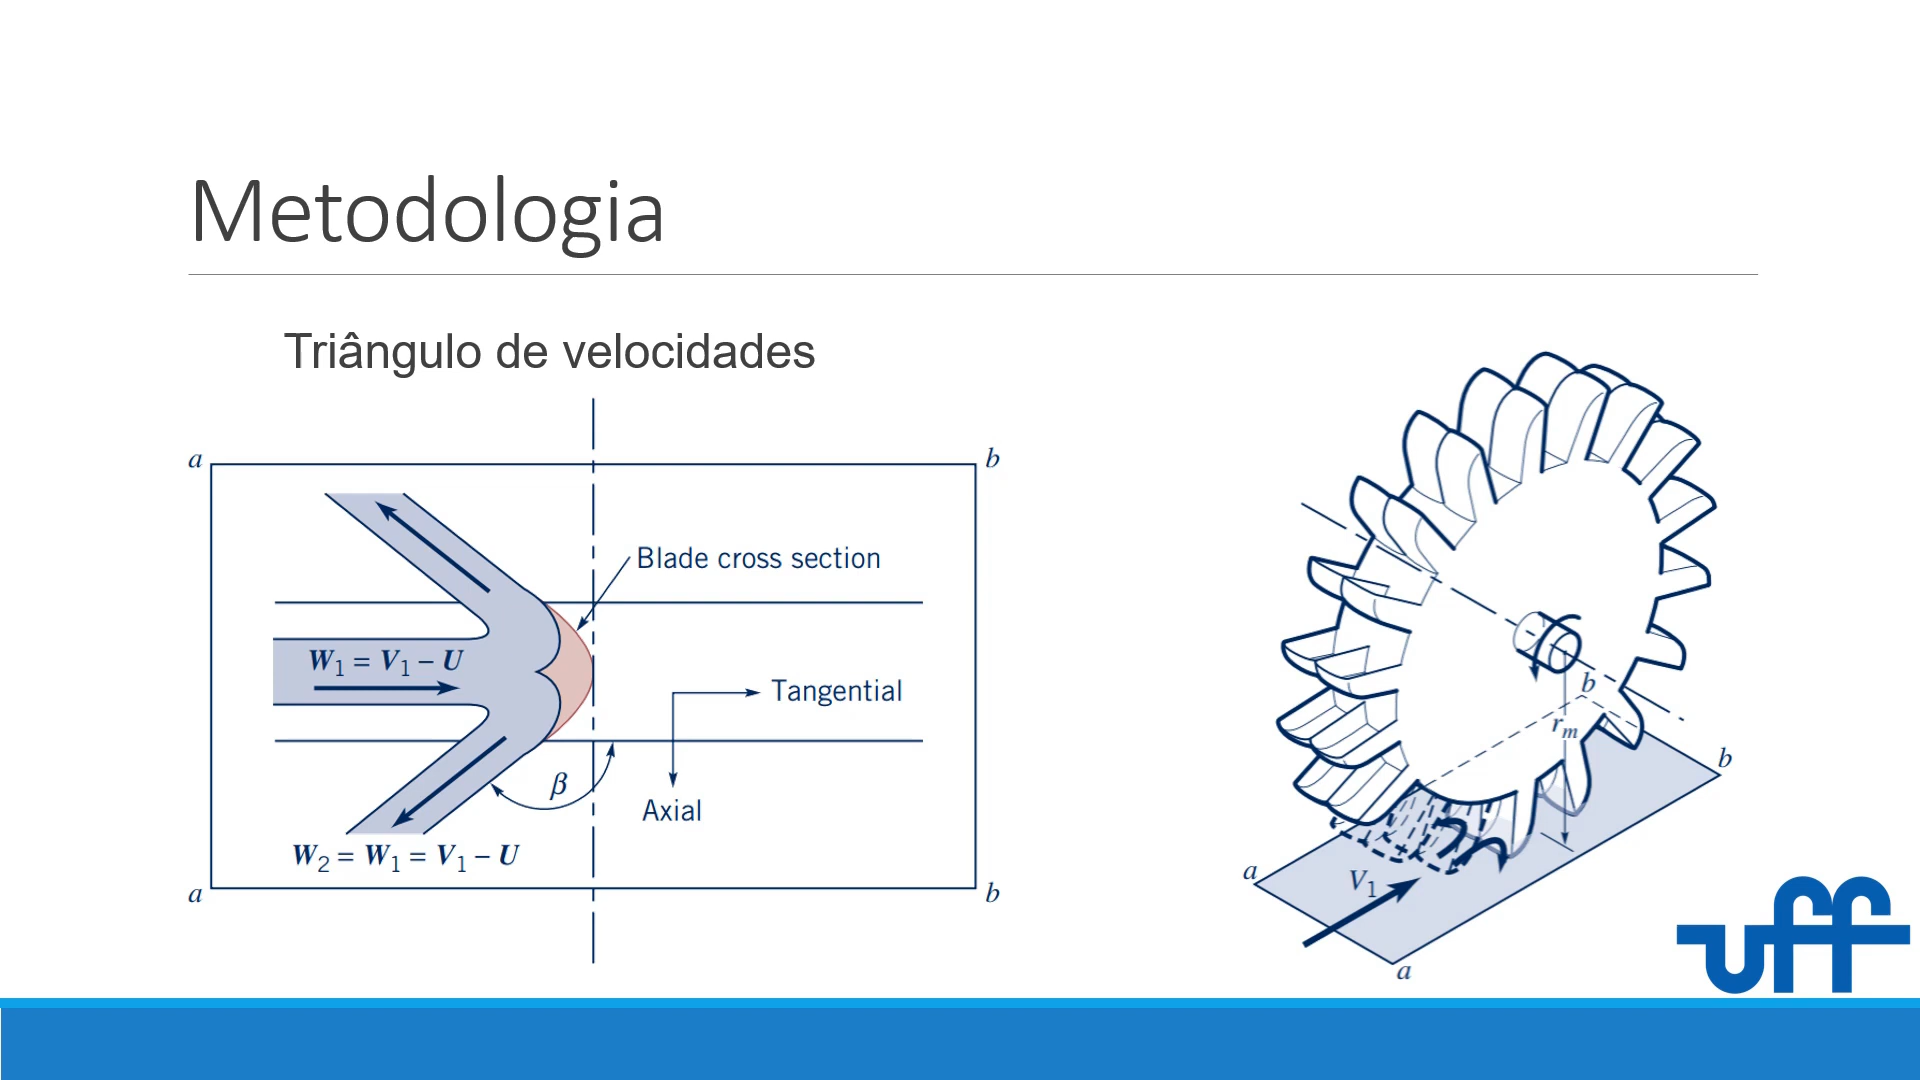 Metodologia
Triângulo de velocidades
a
b
Blade cross section
W₁ = V₁ – U
Tangential
β
Axial
W₂ = W₁ = V₁ – U
a
b
b
rₘ
b
a
V₁
a
uff